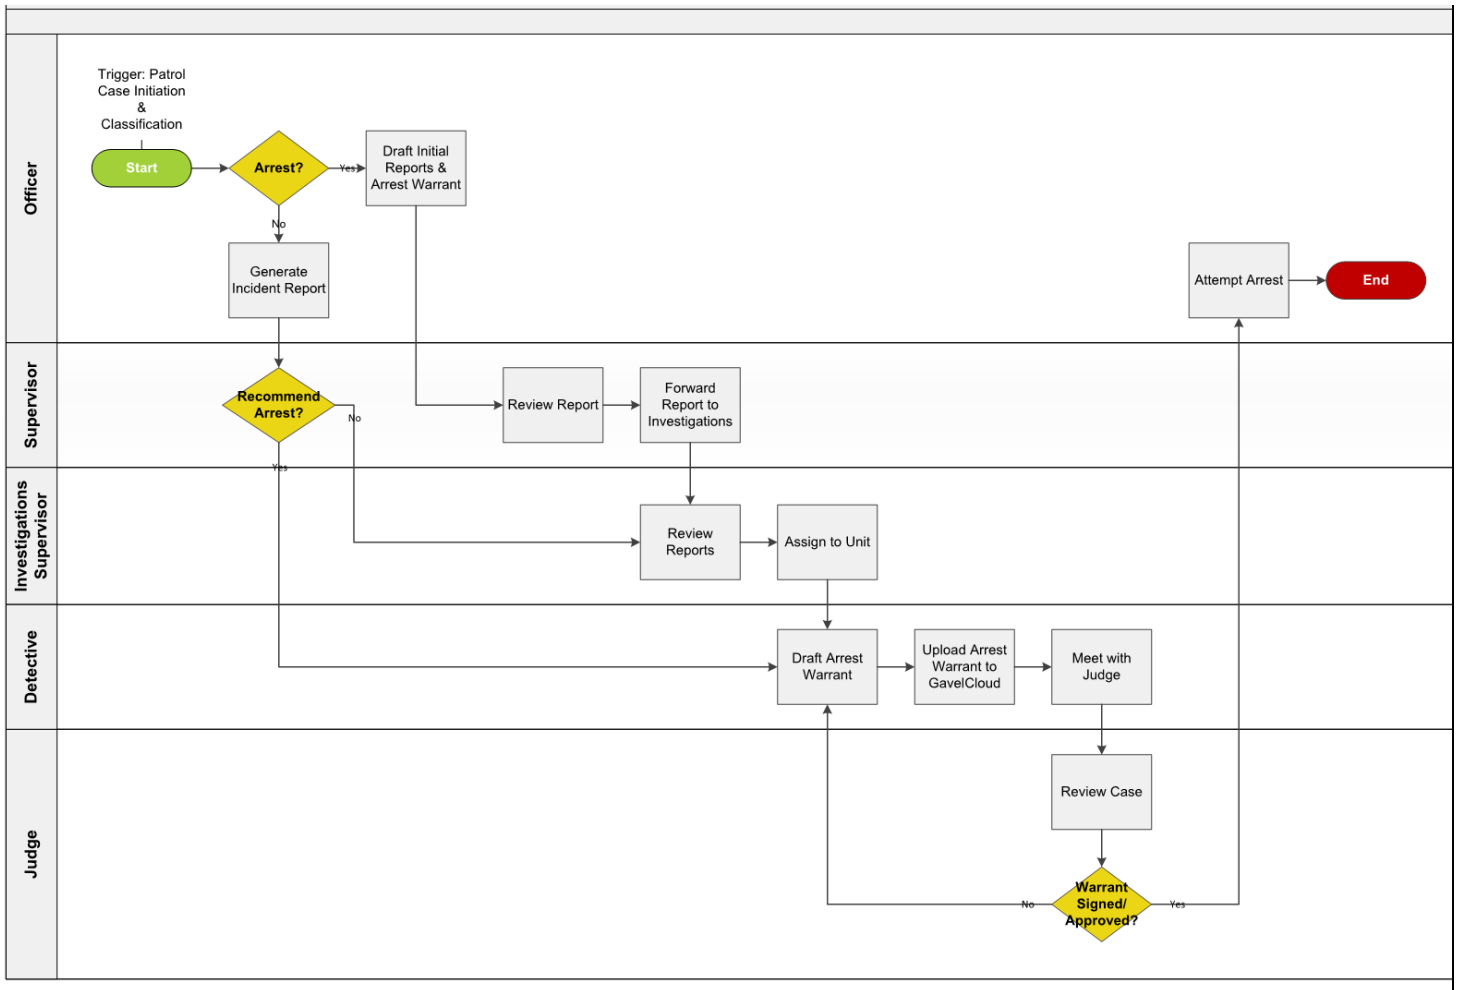 Officer
Trigger: Patrol
Case Initiation
&
Classification
Start
Arrest?
Yes
Draft Initial
Reports &
Arrest Warrant
No
Generate
Incident Report
Attempt Arrest
End
Supervisor
Recommend
Arrest?
No
Yes
Review Report
Forward
Report to
Investigations
Investigations
Supervisor
Review
Reports
Assign to Unit
Detective
Draft Arrest
Warrant
Upload Arrest
Warrant to
GavelCloud
Meet with
Judge
Judge
Review Case
Warrant
Signed/
Approved?
No
Yes